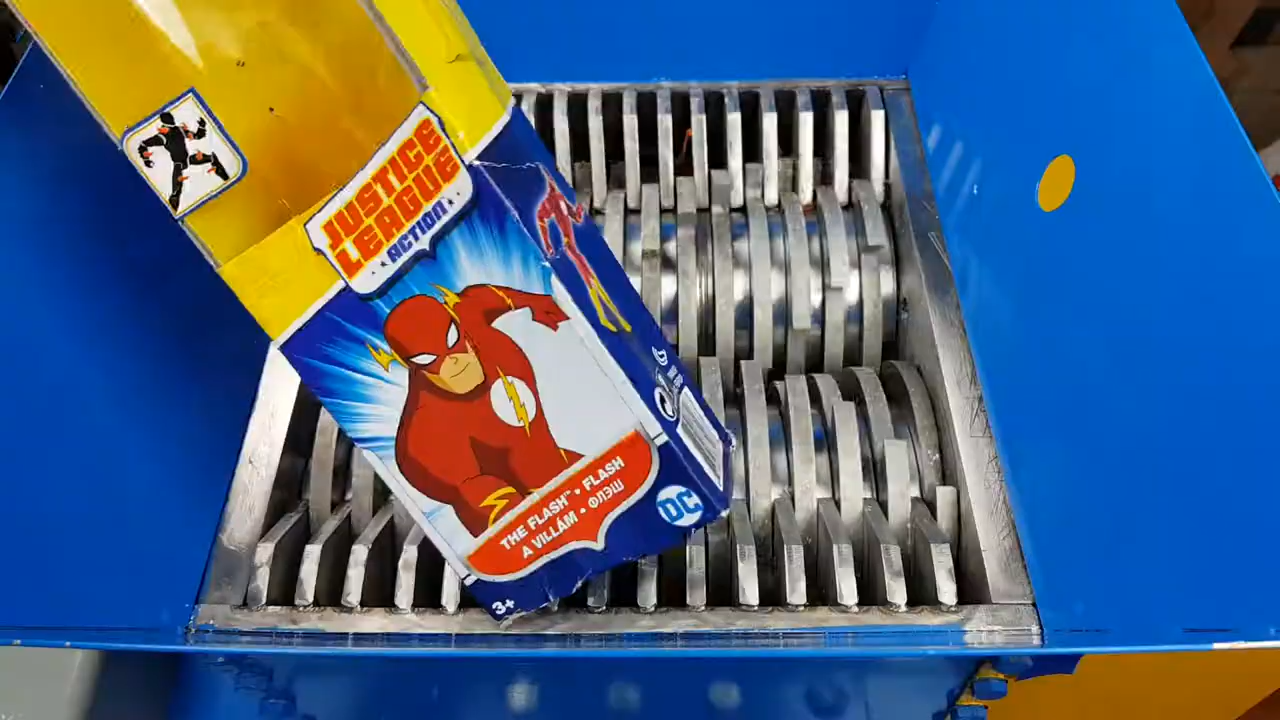 JUSTICE
LEAGUE
ACTION
THE FLASH™ • FLASH
A VILLÁM • ФЛЭШ
DC
3+